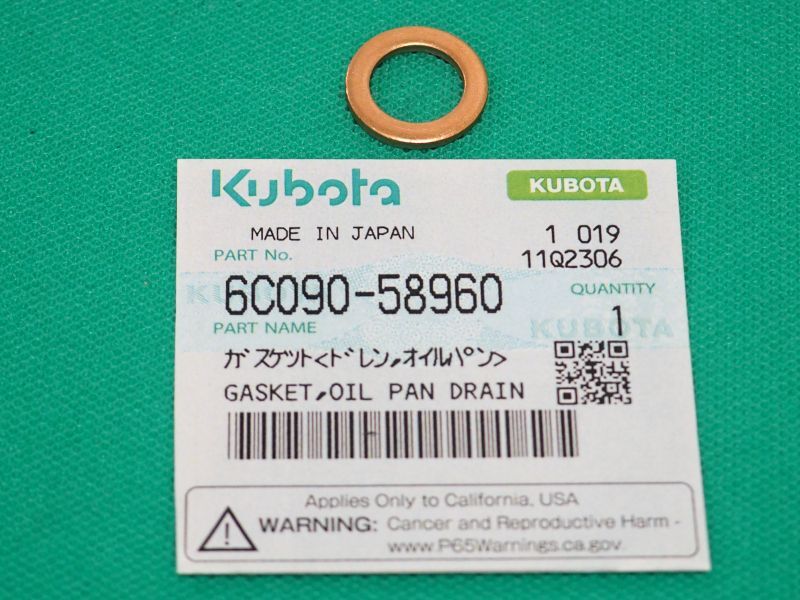 Kubota KUBOTA
MADE IN JAPAN 1 019
PART No. 11Q2306
6C090-58960 QUANTITY
PART NAME 1
ガスケット<ドレン,オイルパン>
GASKET,OIL PAN DRAIN
Applies Only to California, USA
WARNING: Cancer and Reproductive Harm -
www.P65Warnings.ca.gov
KUBOTA